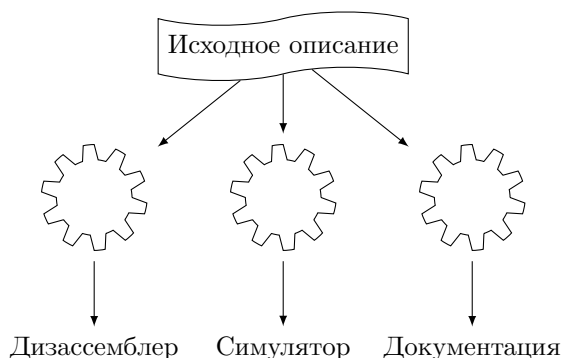 Исходное описание
Дизассемблер Симулятор Документация